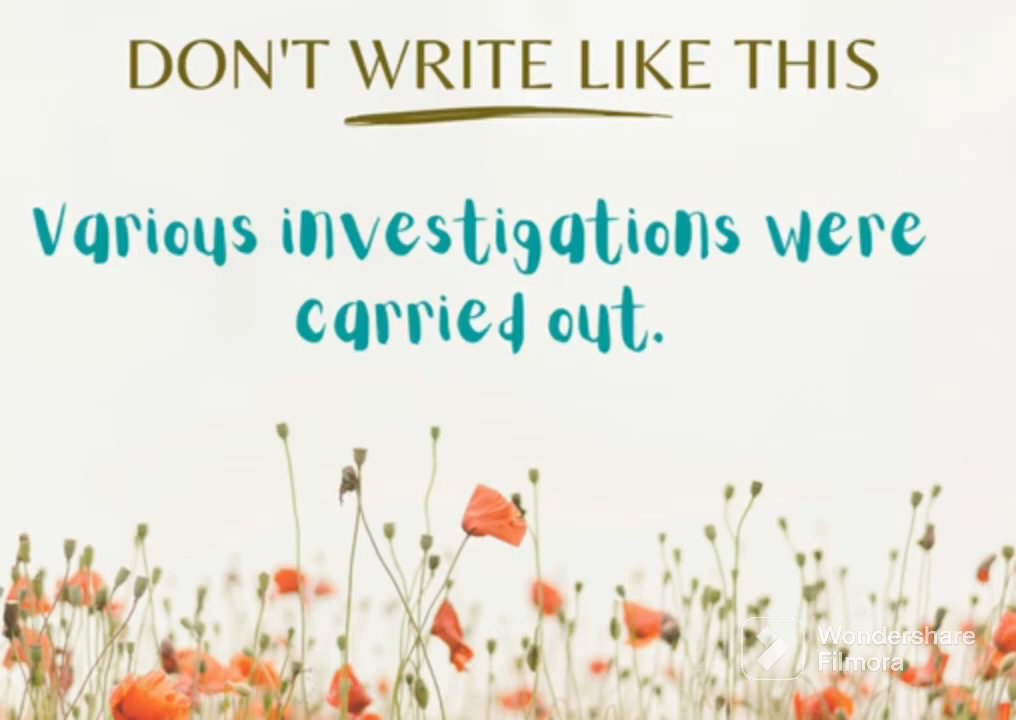 DON'T WRITE LIKE THIS
Various investigations were
carried out.
Wondershare
Filmora